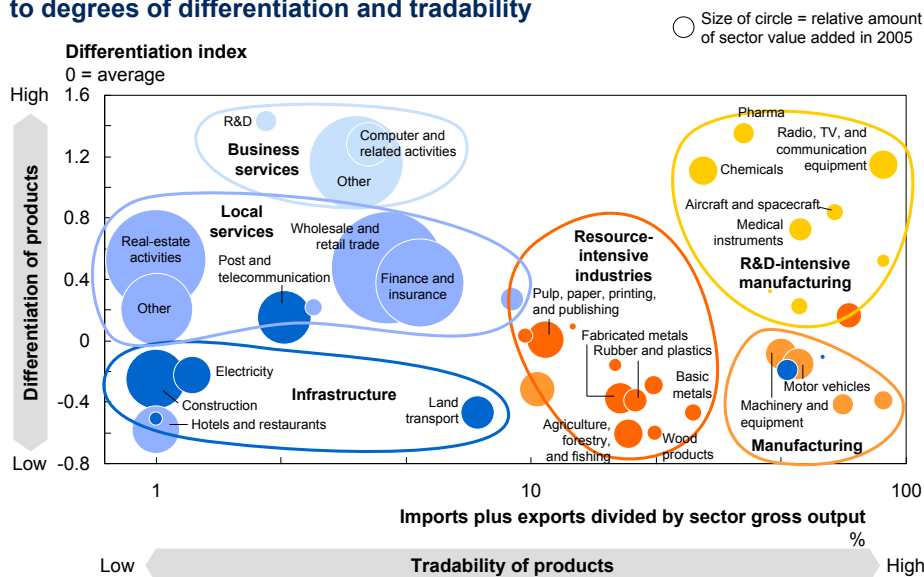 to degrees of differentiation and tradability
Size of circle = relative amount
of sector value added in 2005
Differentiation index
0 = average
High
Differentiation of products
Low
1.6
1.2
0.8
0.4
0
-0.4
-0.8
R&D
Business
services
Computer and
related activities
Other
Local
services
Real-estate
activities
Other
Post and
telecommunication
Wholesale and
retail trade
Finance and
insurance
Electricity
Construction
Hotels and restaurants
Infrastructure
Land
transport
Resource-
intensive
industries
Pulp, paper, printing,
and publishing
Fabricated metals
Rubber and plastics
Basic
metals
Agriculture,
forestry,
and fishing
Wood
products
Pharma
Radio, TV, and
communication
equipment
Chemicals
Aircraft and spacecraft
Medical
instruments
R&D-intensive
manufacturing
Motor vehicles
Machinery and
equipment
Manufacturing
1
10
100
Imports plus exports divided by sector gross output
%
Low
Tradability of products
High